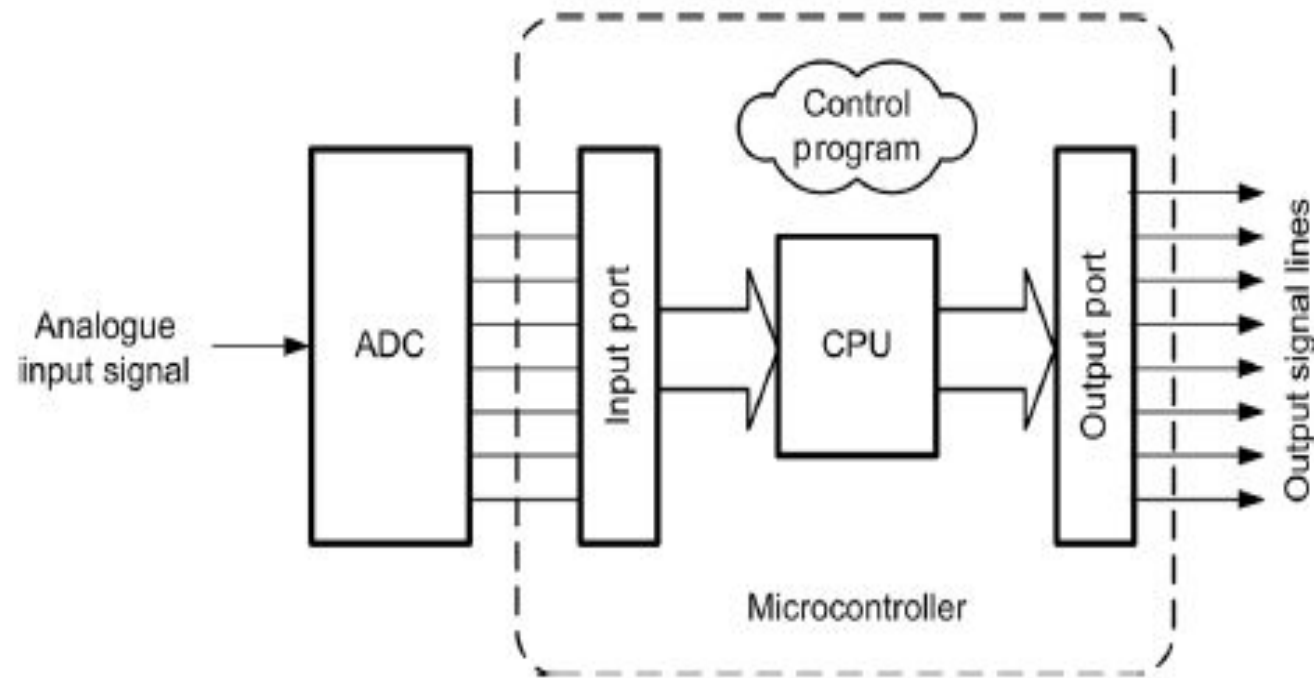 Control
program
Analogue
input signal
ADC
Input port
CPU
Output port
Output signal lines
Microcontroller